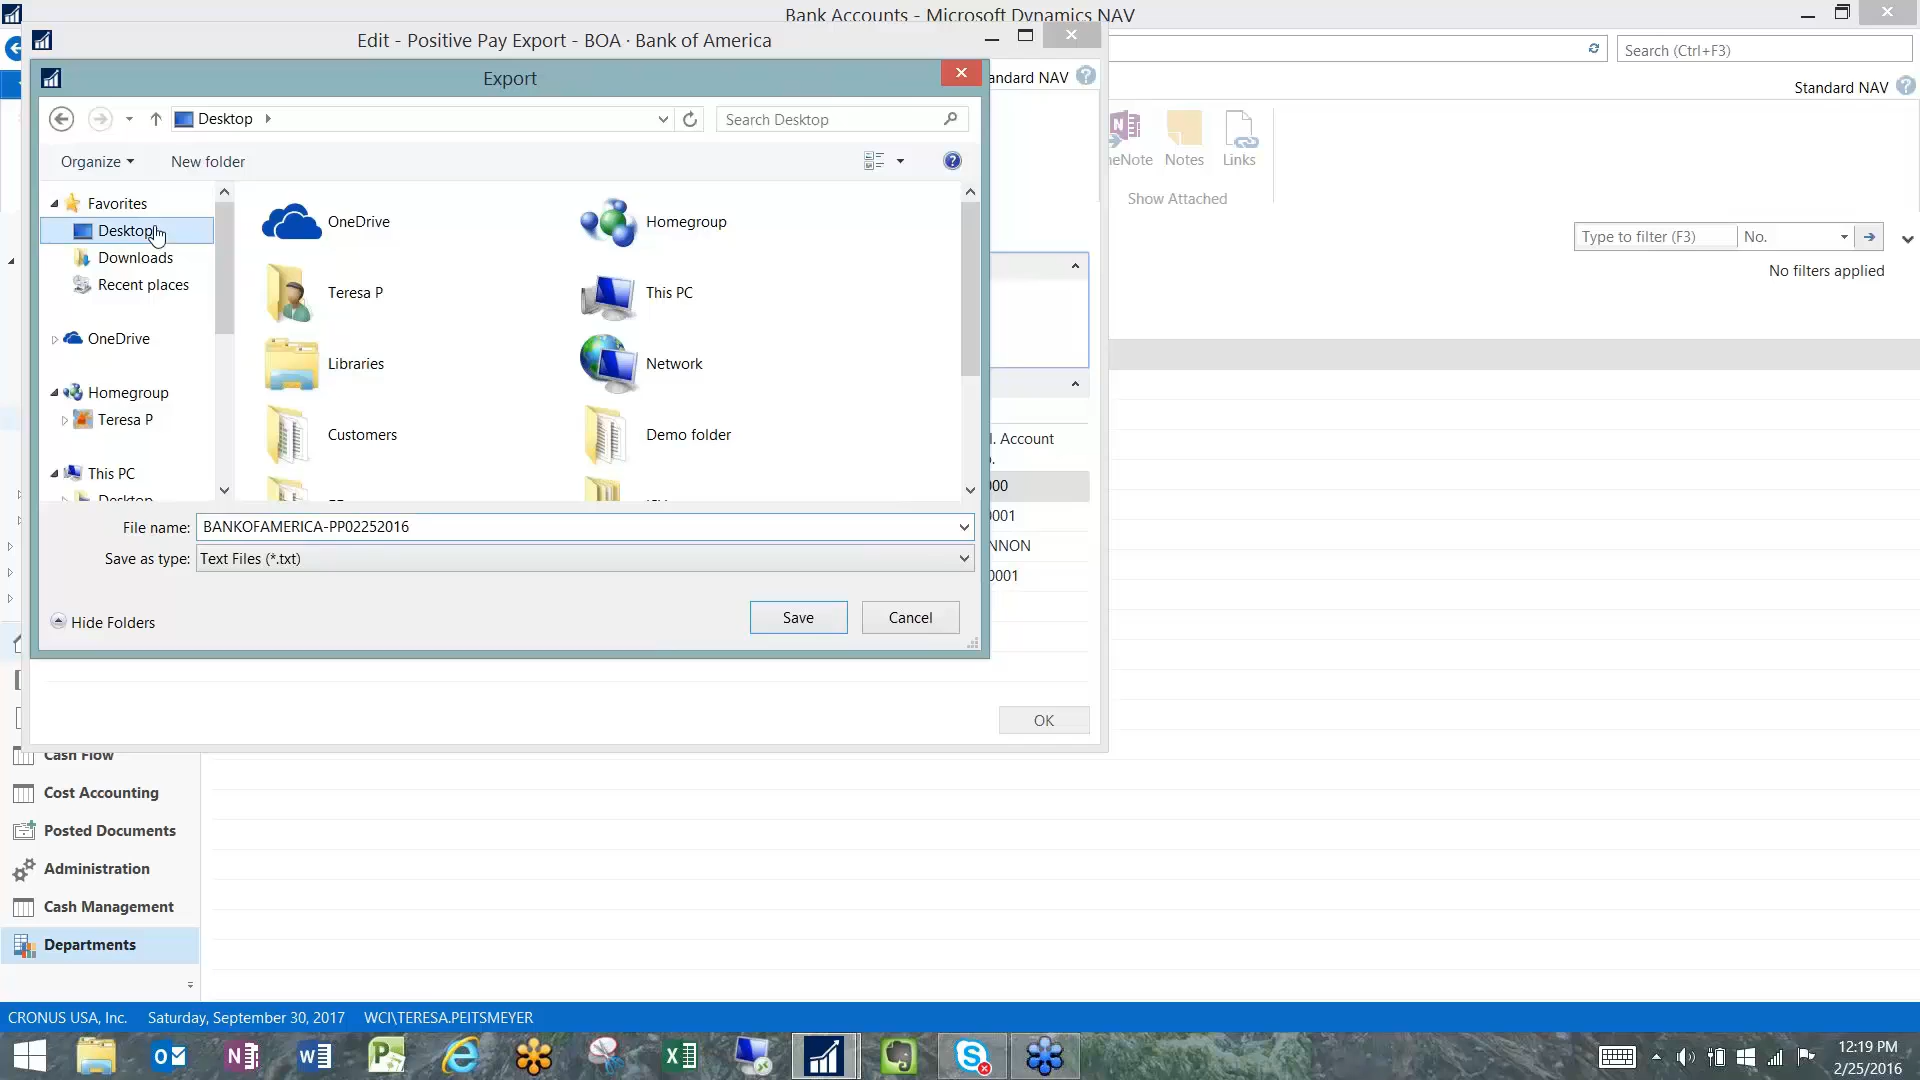 Bank Accounts - Microsoft Dynamics NAV
Edit - Positive Pay Export - BOA · Bank of America
Search (Ctrl+F3)
Export
andard NAV
Standard NAV
Desktop
Search Desktop
Organize
New folder
eNote
Notes
Links
Show Attached
Favorites
Desktop
Downloads
Recent places
OneDrive
Homegroup
Teresa P
This PC
Desktop
OneDrive
Homegroup
Teresa P
This PC
Libraries
Network
Customers
Demo folder
Type to filter (F3)
No.
No filters applied
l. Account
00
0001
NNON
0001
File name:
BANKOFAMERICA-PP02252016
Save as type:
Text Files (*.txt)
Hide Folders
Save
Cancel
OK
Cash Flow
Cost Accounting
Posted Documents
Administration
Cash Management
Departments
CRONUS USA, Inc.
Saturday, September 30, 2017
WCI\TERESA.PEITSMEYER
12:19 PM
2/25/2016